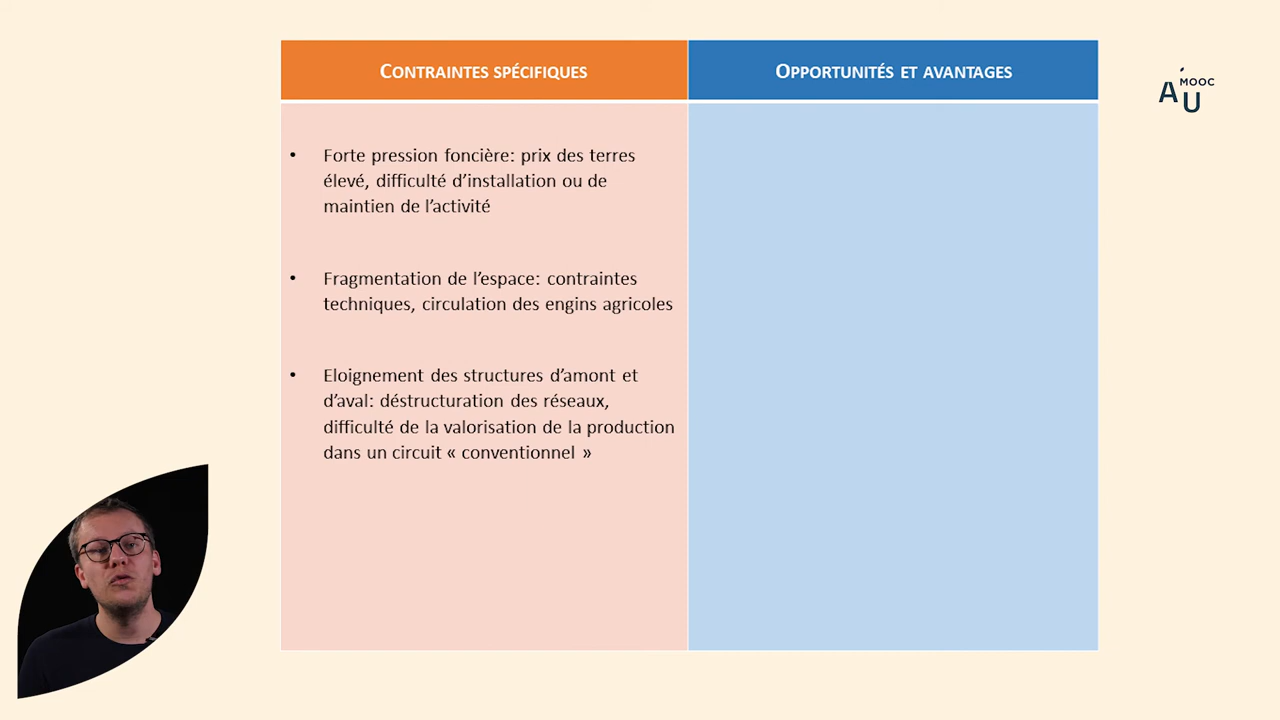 CONTRAINTES SPÉCIFIQUES
OPPORTUNITÉS ET AVANTAGES
MOOC
AU
• Forte pression foncière: prix des terres
élevé, difficulté d’installation ou de
maintien de l’activité
• Fragmentation de l’espace: contraintes
techniques, circulation des engins agricoles
• Eloignement des structures d’amont et
d’aval: déstructuration des réseaux,
difficulté de la valorisation de la production
dans un circuit « conventionnel »